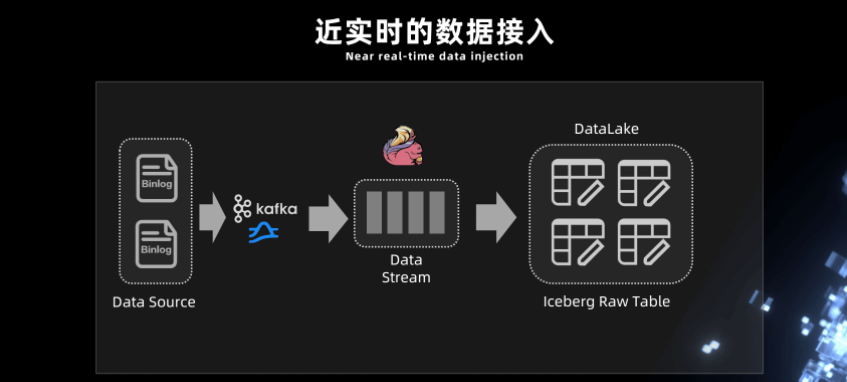 近实时的数据接入
Near real-time data injection
DataLake
Binlog
kafka
Binlog
Data
Stream
Data Source
Iceberg Raw Table